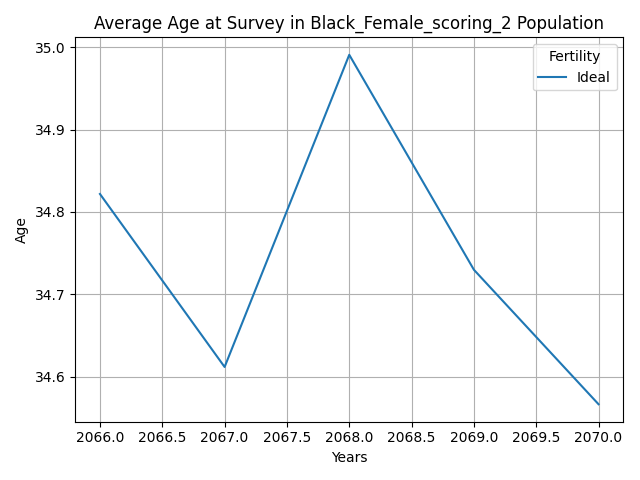 Average Age at Survey in Black_Female_scoring_2 Population
Fertility
Ideal
Age
35.0
34.9
34.8
34.7
34.6
2066.0 2066.5 2067.0 2067.5 2068.0 2068.5 2069.0 2069.5 2070.0
Years